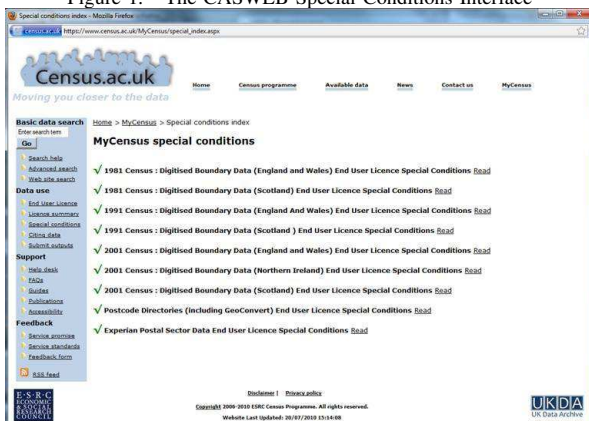 Figure 1. The CASWEB Special Conditions Interface
Special conditions index - Mozilla Firefox
census.ac.uk https://www.census.ac.uk/MyCensus/special_index.aspx
Census.ac.uk
Moving you closer to the data
Home Census programme Available data News Contact us MyCensus
Basic data search
Enter search term
Go
Search help
Advanced search
Web site search
Data use
End User Licence
Licence summary
Special conditions
Citing data
Submit outputs
Support
Help desk
FAQs
Guides
Publications
Accessibility
Feedback
Service promise
Service standards
Feedback form
RSS feed
Home > MyCensus > Special conditions index
MyCensus special conditions
√ 1981 Census : Digitised Boundary Data (England and Wales) End User Licence Special Conditions Read
√ 1981 Census : Digitised Boundary Data (Scotland) End User Licence Special Conditions Read
√ 1991 Census : Digitised Boundary Data (England And Wales) End User Licence Special Conditions Read
√ 1991 Census : Digitised Boundary Data (Scotland ) End User Licence Special Conditions Read
√ 2001 Census : Digitised Boundary Data (England and Wales) End User Licence Special Conditions Read
√ 2001 Census : Digitised Boundary Data (Northern Ireland) End User Licence Special Conditions Read
√ 2001 Census : Digitised Boundary Data (Scotland) End User Licence Special Conditions Read
√ Postcode Directories (including GeoConvert) End User Licence Special Conditions Read
√ Experian Postal Sector Data End User Licence Special Conditions Read
E·S·R·C
ECONOMIC
& SOCIAL
RESEARCH
COUNCIL
Disclaimer | Privacy policy
Copyright 2006-2010 ESRC Census Programme. All rights reserved.
Website Last Updated: 20/07/2010 15:14:08
UKDA
UK Data Archive